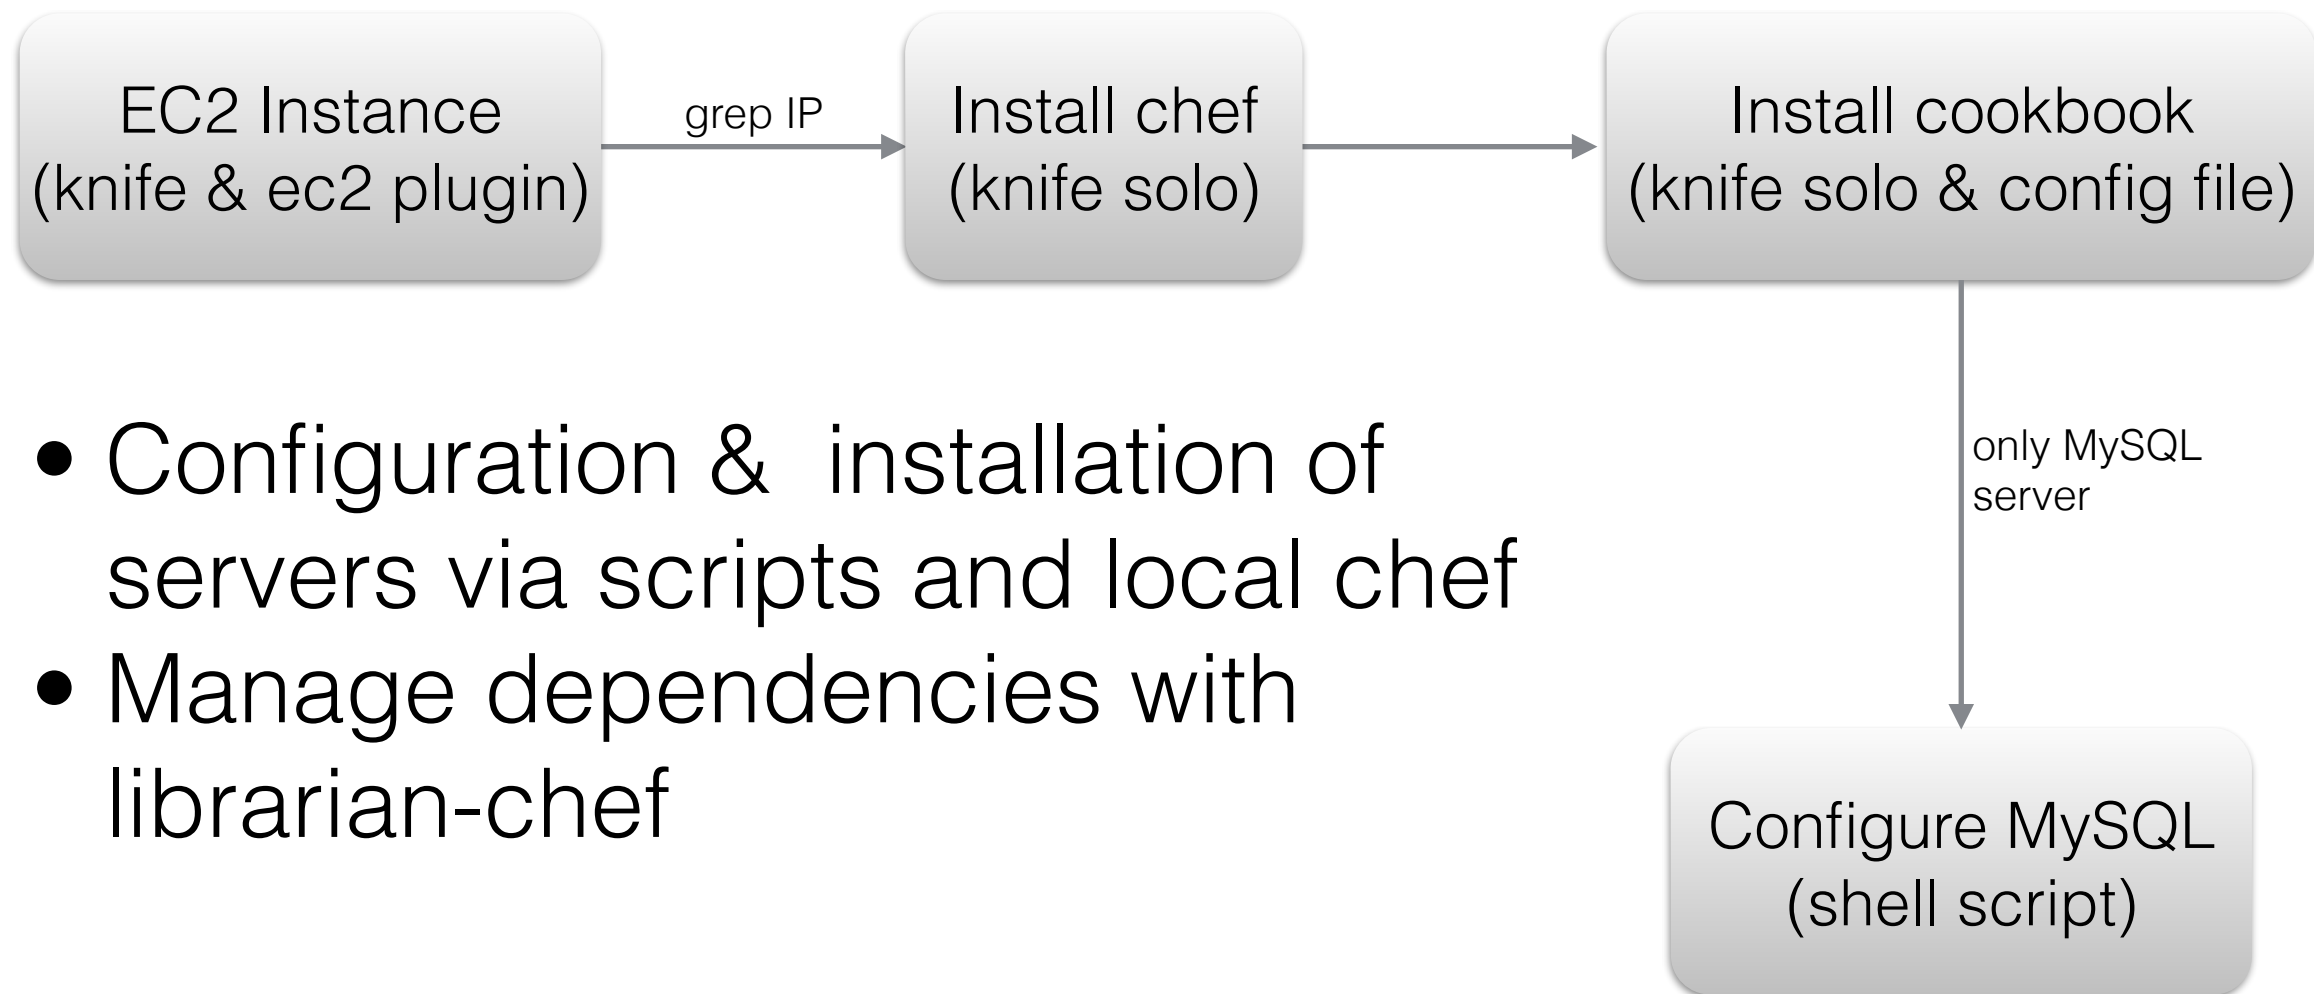 EC2 Instance
(knife & ec2 plugin)
grep IP
Install chef
(knife solo)
Install cookbook
(knife solo & config file)
• Configuration &  installation of
servers via scripts and local chef
• Manage dependencies with
librarian-chef
only MySQL
server
Configure MySQL
(shell script)